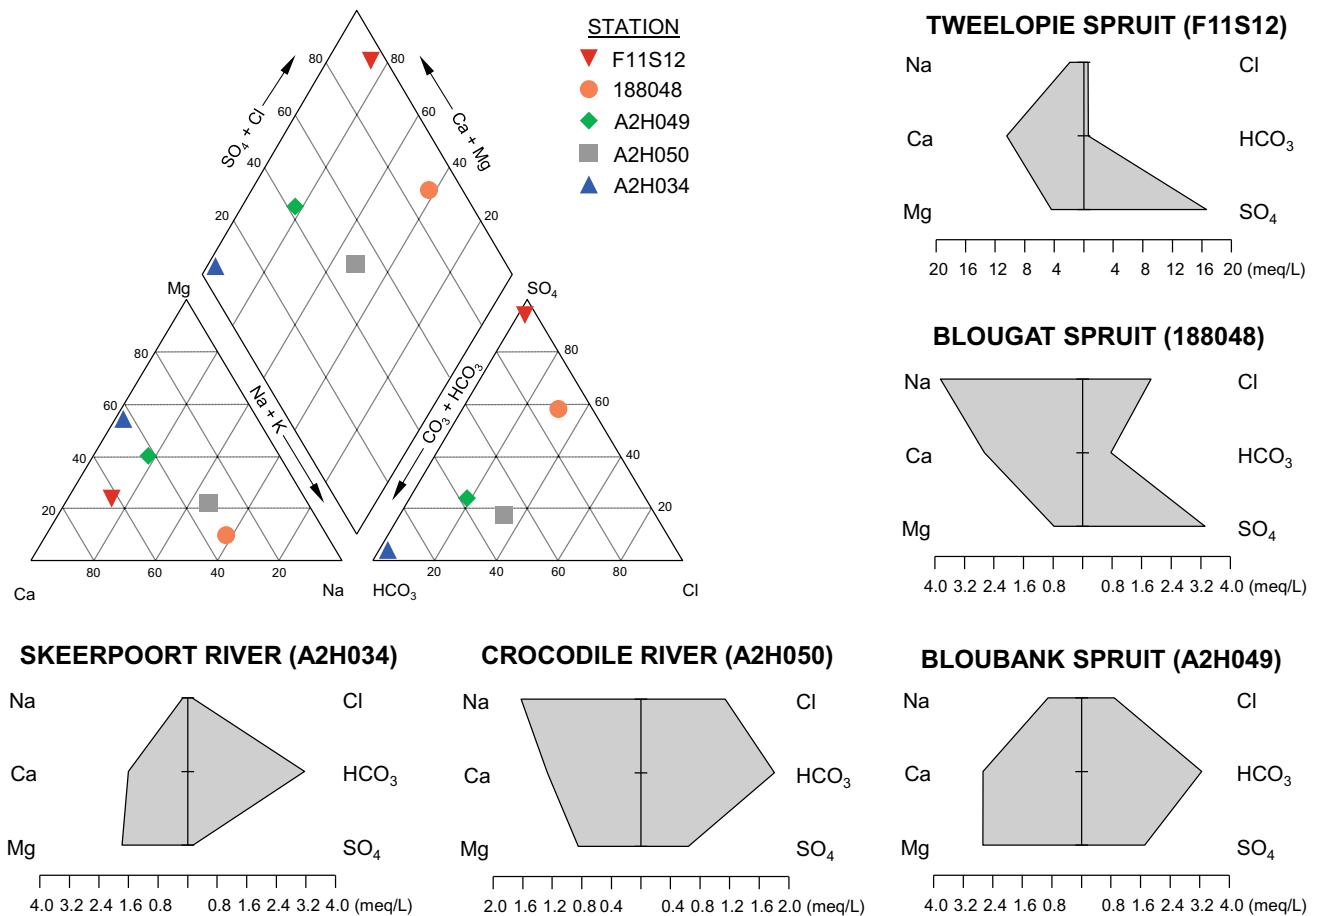 STATION
F11S12
188048
A2H049
A2H050
A2H034
80
80
60
60
40
40
20
20
SO₄ + Cl
Ca + Mg
Mg
SO₄
Na + K
CO₃ + HCO₃
80
60
40
20
80
60
40
20
80 60 40 20
20 40 60 80
Ca
Na
HCO₃
Cl
TWEELOPIE SPRUIT (F11S12)
Na Cl
Ca HCO₃
Mg SO₄
20 16 12 8 4 4 8 12 16 20 (meq/L)
BLOUGAT SPRUIT (188048)
Na Cl
Ca HCO₃
Mg SO₄
4.0 3.2 2.4 1.6 0.8 0.8 1.6 2.4 3.2 4.0 (meq/L)
SKEERPOORT RIVER (A2H034)
Na Cl
Ca HCO₃
Mg SO₄
4.0 3.2 2.4 1.6 0.8 0.8 1.6 2.4 3.2 4.0 (meq/L)
CROCODILE RIVER (A2H050)
Na Cl
Ca HCO₃
Mg SO₄
2.0 1.6 1.2 0.8 0.4 0.4 0.8 1.2 1.6 2.0 (meq/L)
BLOUBANK SPRUIT (A2H049)
Na Cl
Ca HCO₃
Mg SO₄
4.0 3.2 2.4 1.6 0.8 0.8 1.6 2.4 3.2 4.0 (meq/L)